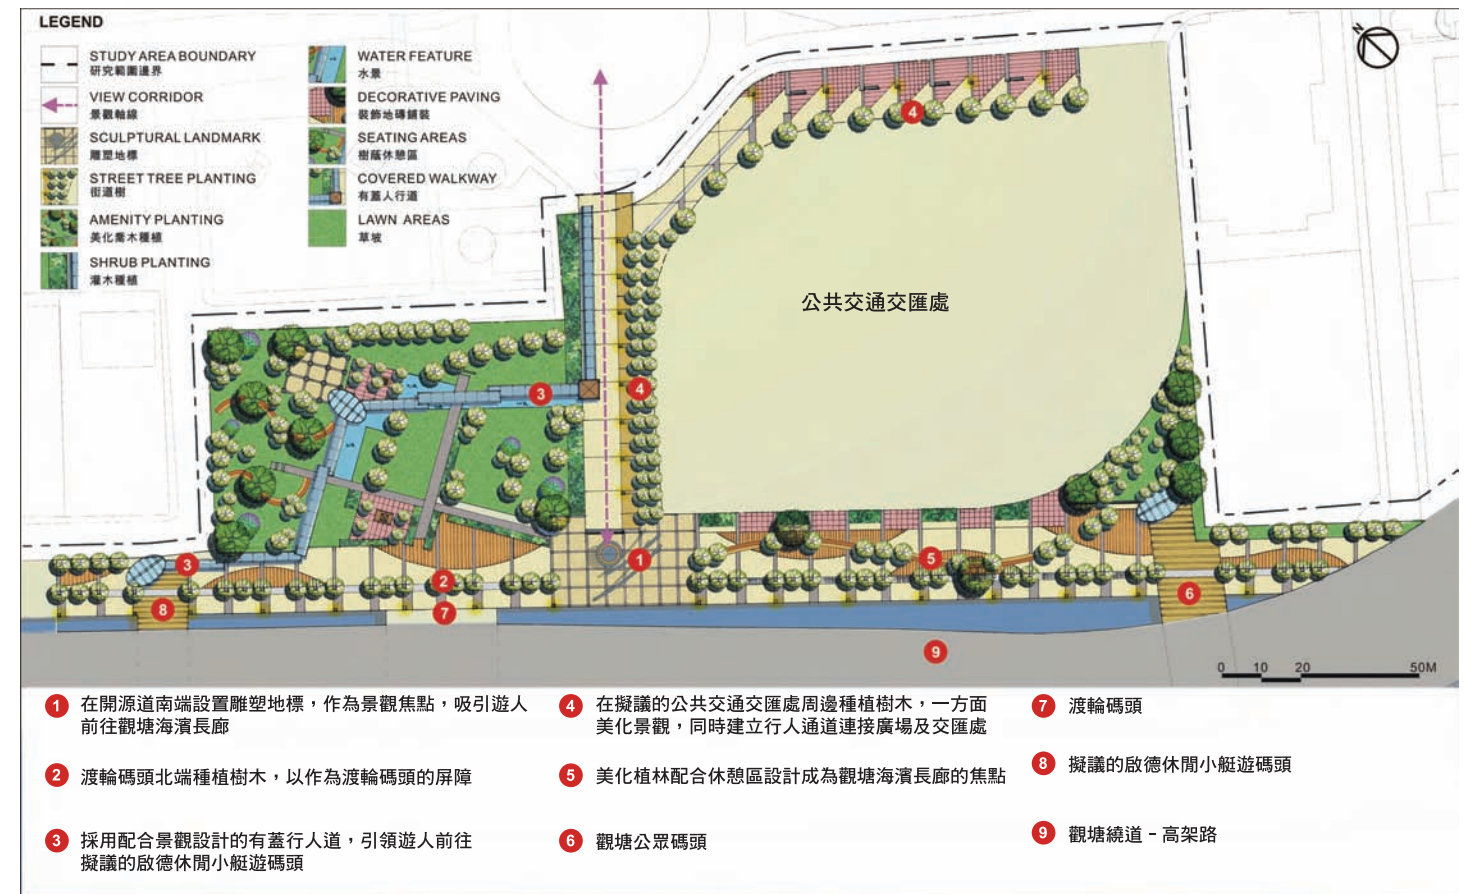 LEGEND
STUDY AREA BOUNDARY
研究範圍邊界
VIEW CORRIDOR
景觀軸線
SCULPTURAL LANDMARK
雕塑地標
STREET TREE PLANTING
街道樹
AMENITY PLANTING
美化喬木種植
SHRUB PLANTING
灌木種植
WATER FEATURE
水景
DECORATIVE PAVING
裝飾地磚鋪裝
SEATING AREAS
樹蔭休憩區
COVERED WALKWAY
有蓋人行道
LAWN AREAS
草坡
N
4
公共交通交匯處
3
4
1
3
2
5
8
7
6
9
0 10 20 50M
1 在開源道南端設置雕塑地標，作為景觀焦點，吸引遊人
前往觀塘海濱長廊
2 渡輪碼頭北端種植樹木，以作為渡輪碼頭的屏障
3 採用配合景觀設計的有蓋行人道，引領遊人前往
擬議的啟德休閒小艇遊碼頭
4 在擬議的公共交通交匯處周邊種植樹木，一方面
美化景觀，同時建立行人通道連接廣場及交匯處
5 美化植林配合休憩區設計成為觀塘海濱長廊的焦點
6 觀塘公眾碼頭
7 渡輪碼頭
8 擬議的啟德休閒小艇遊碼頭
9 觀塘繞道－高架路